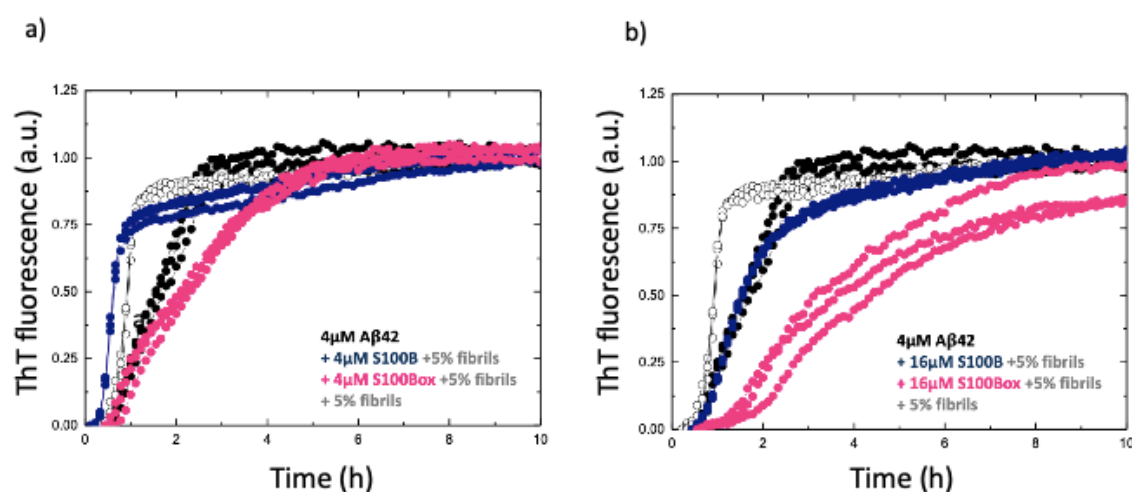 a)
b)
ThT fluorescence (a.u.)
1.25
1.00
0.75
0.50
0.25
0.00
4μM Aβ42
+ 4μM S100B +5% fibrils
+ 4μM S100Box +5% fibrils
+ 5% fibrils
0 2 4 6 8 10
Time (h)
ThT fluorescence (a.u.)
1.25
1.00
0.75
0.50
0.25
0.00
4μM Aβ42
+ 16μM S100B +5% fibrils
+ 16μM S100Box +5% fibrils
+ 5% fibrils
0 2 4 6 8 10
Time (h)